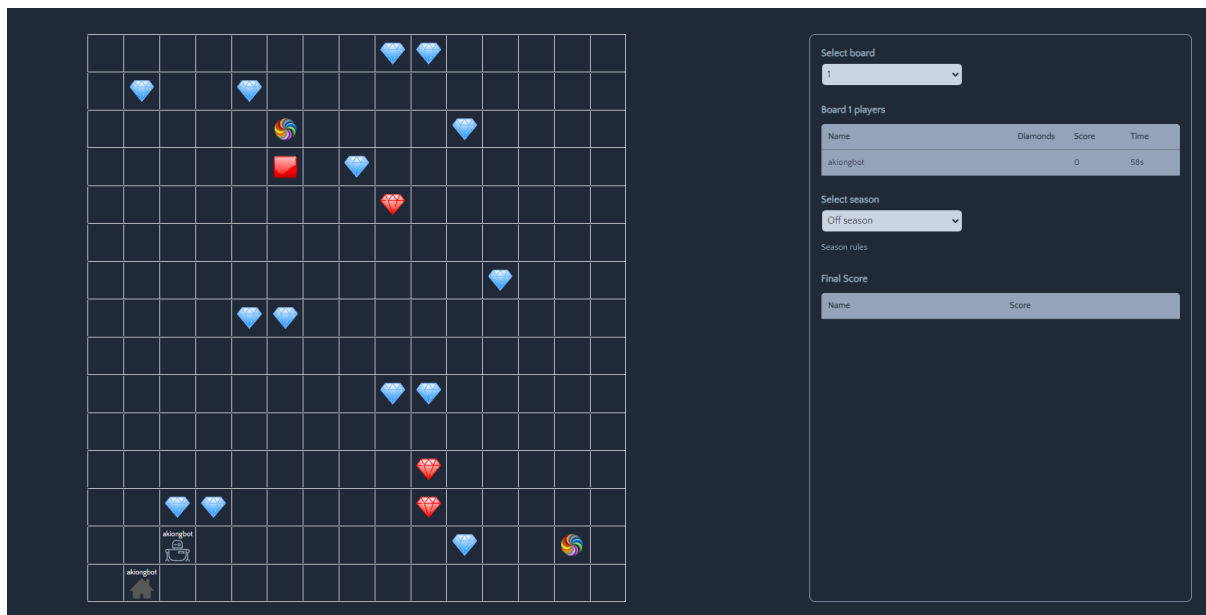 Select board
1
Board 1 players
Name Diamonds Score Time
akiongbot 0 58s
Select season
Off season
Season rules
Final Score
Name Score
akiongbot
akiongbot